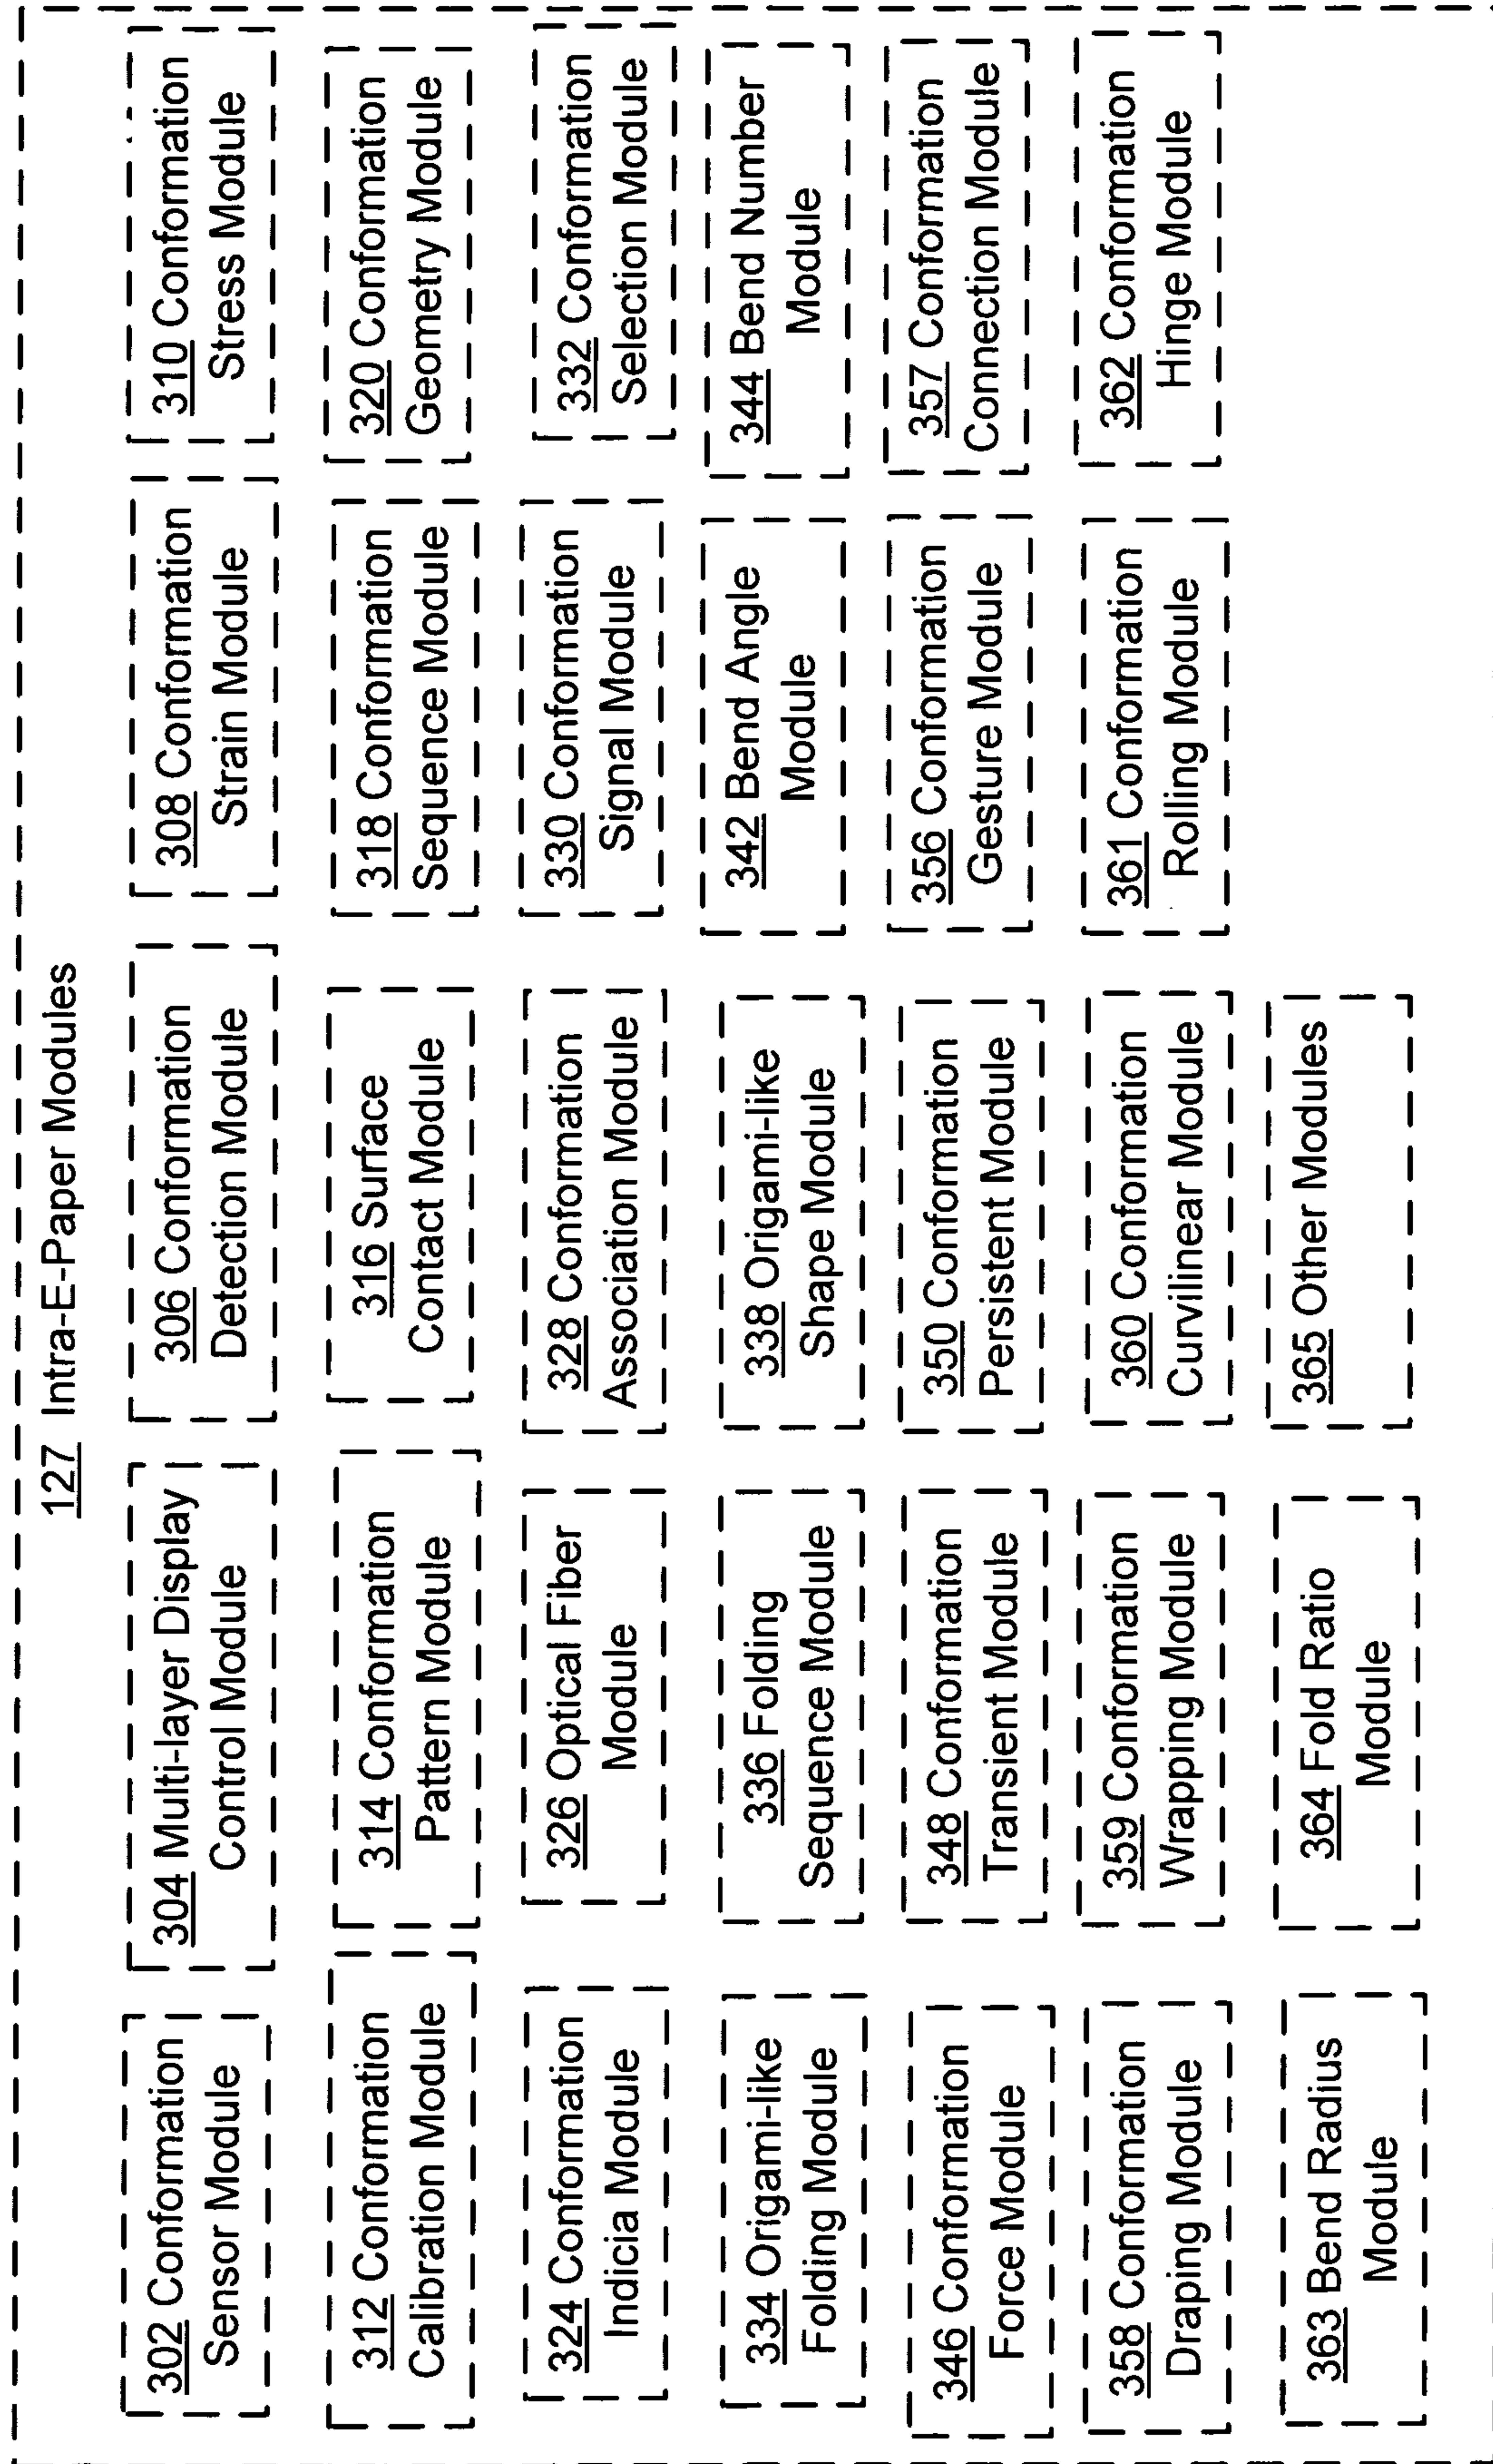 127 Intra-E-Paper Modules
302 Conformation
Sensor Module
304 Multi-layer Display
Control Module
306 Conformation
Detection Module
308 Conformation
Strain Module
310 Conformation
Stress Module
312 Conformation
Calibration Module
314 Conformation
Pattern Module
316 Surface
Contact Module
318 Conformation
Sequence Module
320 Conformation
Geometry Module
324 Conformation
Indicia Module
326 Optical Fiber
Module
328 Conformation
Association Module
330 Conformation
Signal Module
332 Conformation
Selection Module
334 Origami-like
Folding Module
336 Folding
Sequence Module
338 Origami-like
Shape Module
342 Bend Angle
Module
344 Bend Number
Module
346 Conformation
Force Module
348 Conformation
Transient Module
350 Conformation
Persistent Module
356 Conformation
Gesture Module
357 Conformation
Connection Module
358 Conformation
Draping Module
359 Conformation
Wrapping Module
360 Conformation
Curvilinear Module
361 Conformation
Rolling Module
362 Conformation
Hinge Module
363 Bend Radius
Module
364 Fold Ratio
Module
365 Other Modules